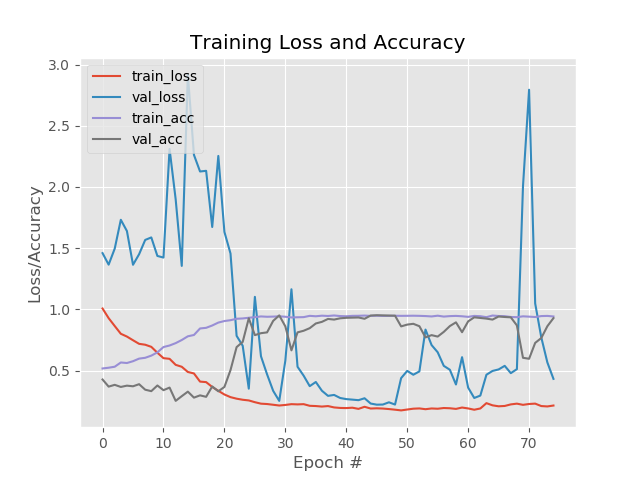 Training Loss and Accuracy
3.0
2.5
2.0
1.5
1.0
0.5
Loss/Accuracy
train_loss
val_loss
train_acc
val_acc
0 10 20 30 40 50 60 70
Epoch #